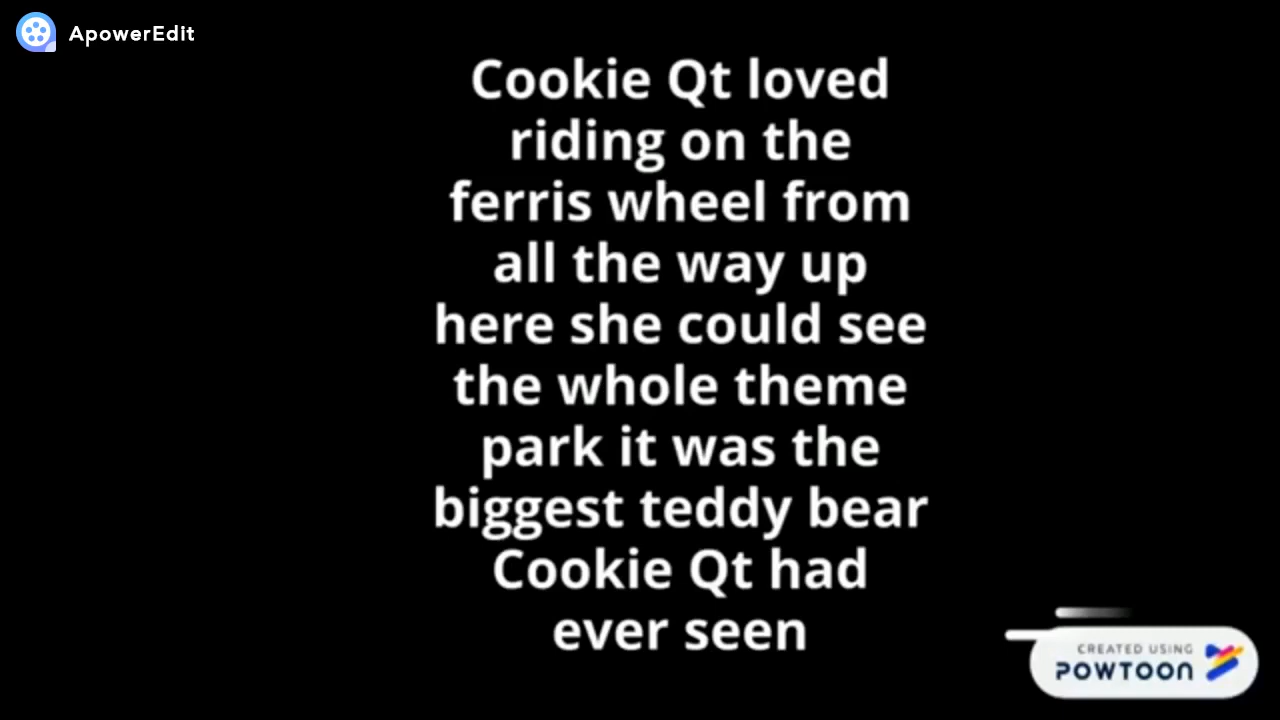 ApowerEdit
Cookie Qt loved
riding on the
ferris wheel from
all the way up
here she could see
the whole theme
park it was the
biggest teddy bear
Cookie Qt had
ever seen
CREATED USING
POWTOON